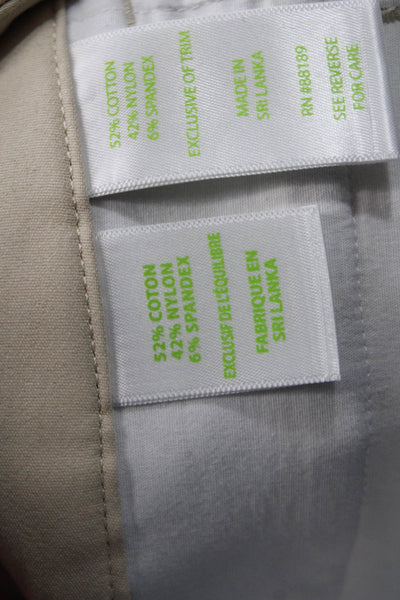 52% COTTON
42% NYLON
6% SPANDEX
EXCLUSIVE OF TRIM
MADE IN
SRI LANKA
RN #88189
SEE REVERSE
FOR CARE
52% COTON
42% NYLON
6% SPANDEX
EXCLUSIF DE L'ÉQUILIBRE
FABRIQUE EN
SRI LANKA